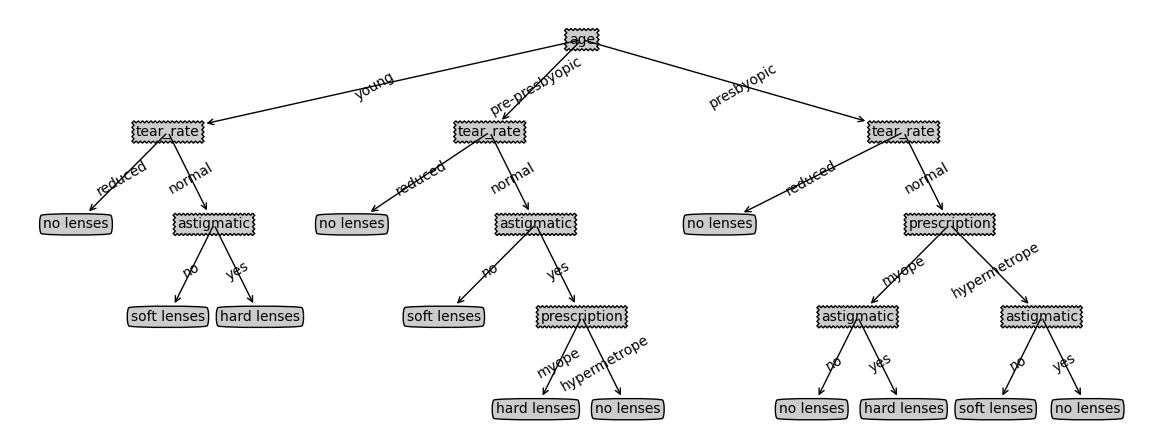 age
young pre-presbyopic presbyopic
tear_rate tear_rate tear_rate
reduced normal reduced normal reduced normal
no lenses astigmatic no lenses astigmatic no lenses prescription
no yes no yes myope hypermetrope
soft lenses hard lenses soft lenses prescription astigmatic astigmatic
myope hypermetrope no yes no yes
hard lenses no lenses no lenses hard lenses soft lenses no lenses